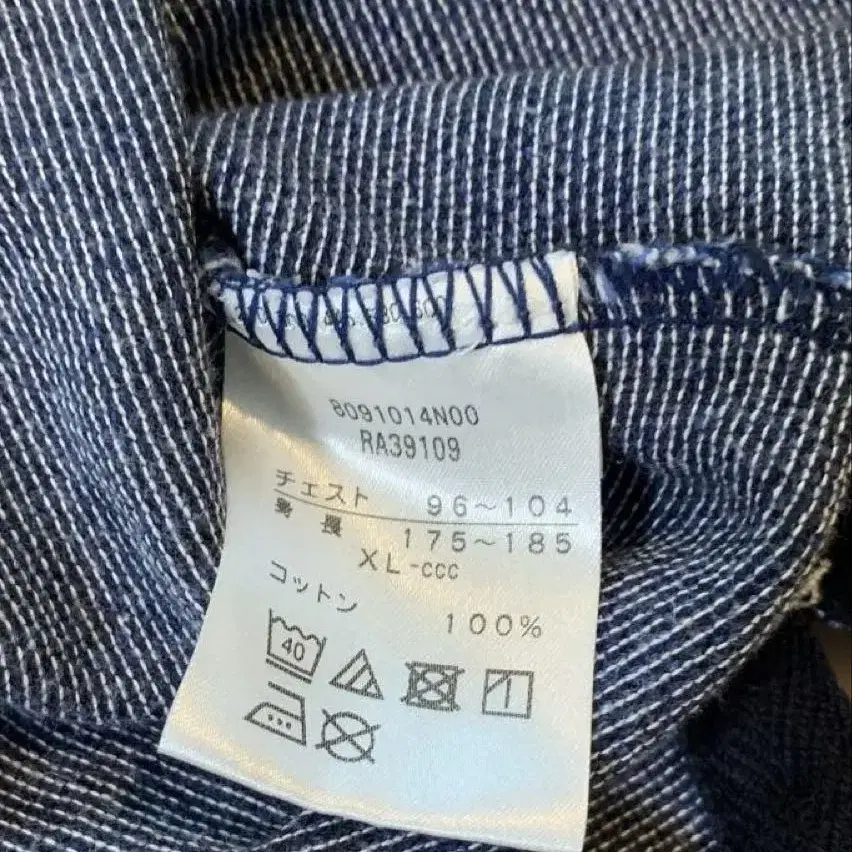 8091014N00
RA39109
チェスト 96~104
身長 175~185
XL-ccc
コットン 100%
40